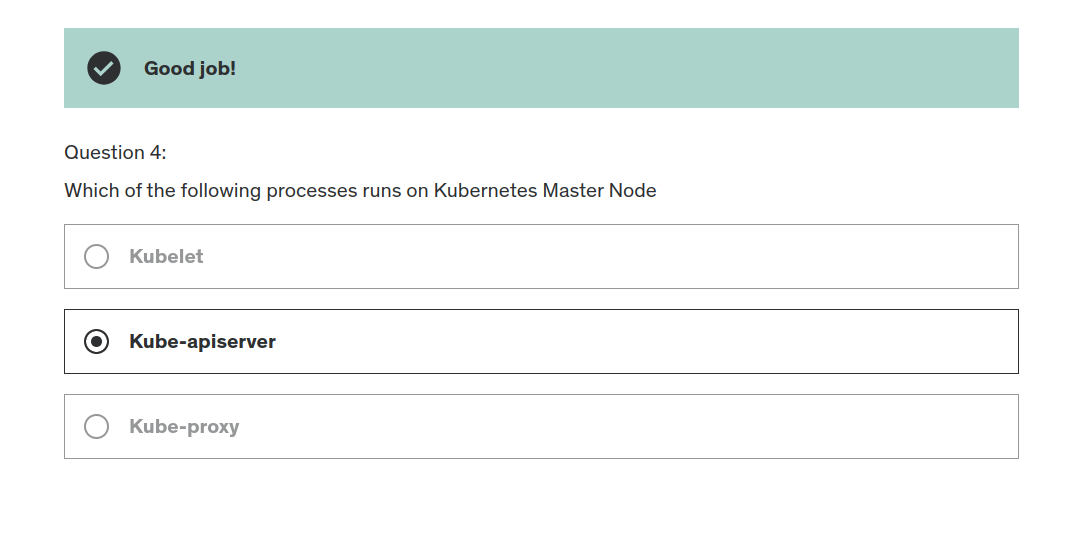 Good job!
Question 4:
Which of the following processes runs on Kubernetes Master Node
Kubelet
Kube-apiserver
Kube-proxy